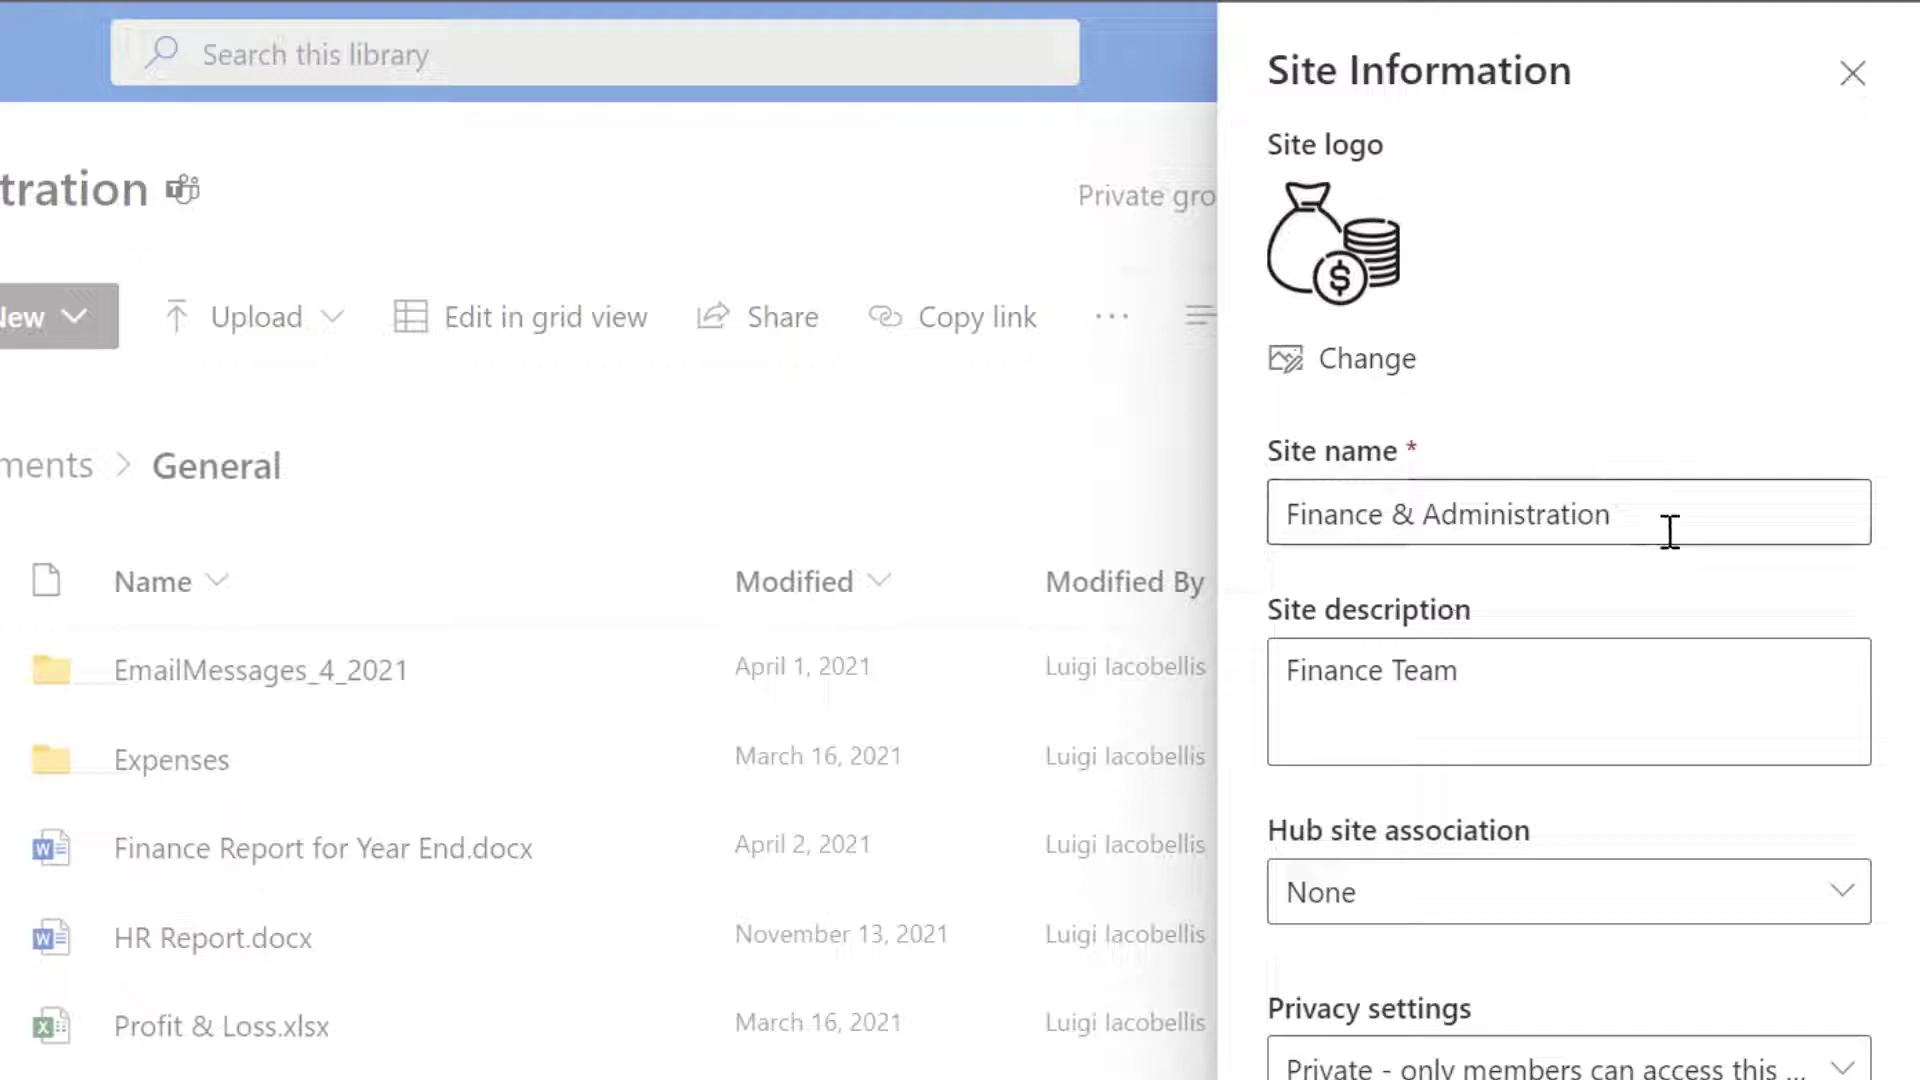 Search this library
tration
Private gro
New
Upload
Edit in grid view
Share
Copy link
ments > General
Name
Modified
Modified By
EmailMessages_4_2021
April 1, 2021
Luigi Iacobellis
Expenses
March 16, 2021
Luigi Iacobellis
Finance Report for Year End.docx
April 2, 2021
Luigi Iacobellis
HR Report.docx
November 13, 2021
Luigi Iacobellis
Profit & Loss.xlsx
March 16, 2021
Luigi Iacobellis
Site Information
Site logo
$
Change
Site name *
Finance & Administration
Site description
Finance Team
Hub site association
None
Privacy settings
Private - only members can access this ...